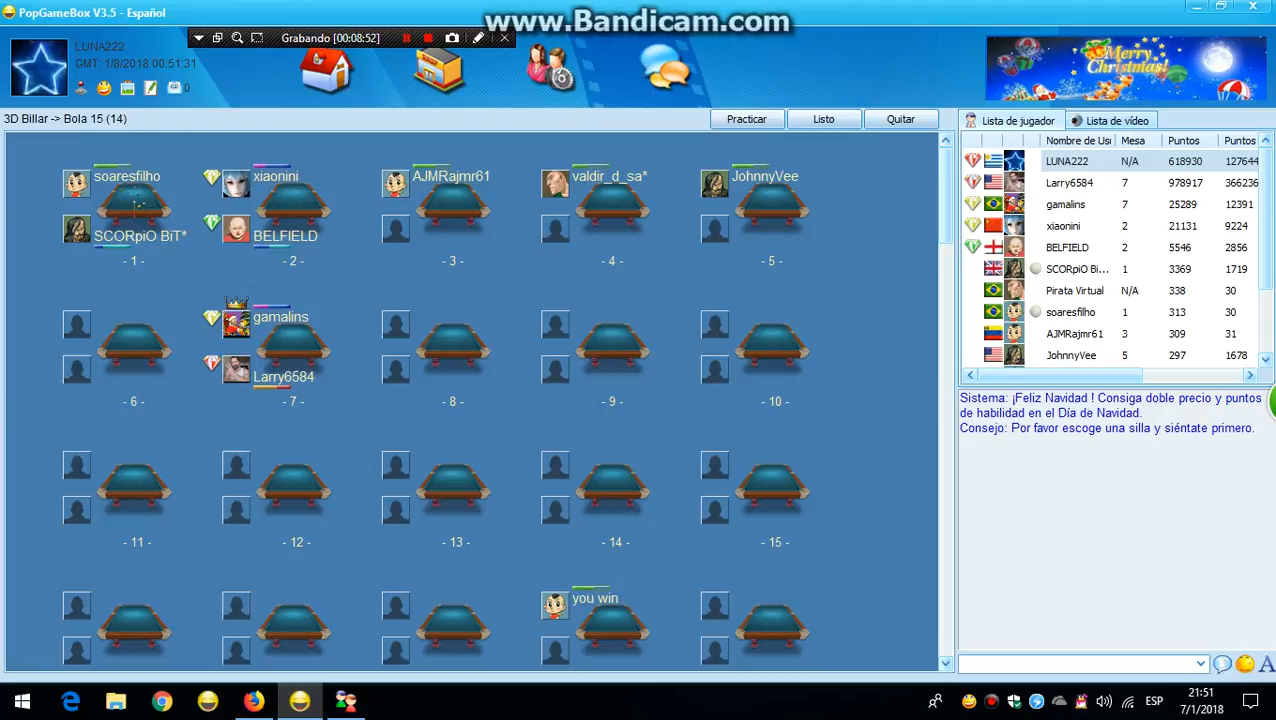 PopGameBox V3.5 - Español
www.Bandicam.com
Grabando [00:08:52]
LUNA222
GMT: 1/8/2018 00:51:31
0
Merry Christmas!
3D Billar -> Bola 15 (14)
Practicar
Listo
Quitar
Lista de jugador
Lista de vídeo
soaresfilho
SCORpiO BiT*
- 1 -
xiaonini
BELFIELD
- 2 -
AJMRajmr61
- 3 -
valdir_d_sa*
- 4 -
JohnnyVee
- 5 -
- 6 -
gamalins
Larry6584
- 7 -
- 8 -
- 9 -
- 10 -
- 11 -
- 12 -
- 13 -
- 14 -
- 15 -
you win
Nombre de Usu Mesa Puntos Puntos
LUNA222 N/A 618930 127644
Larry6584 7 978917 366236
gamalins 7 25289 12391
xiaonini 2 21131 9224
BELFIELD 2 5546 2856
SCORpiO Bi... 1 3369 1719
Pirata Virtual N/A 338 30
soaresfilho 1 313 30
AJMRajmr61 3 309 31
JohnnyVee 5 297 1678
Sistema: ¡Feliz Navidad ! Consiga doble precio y puntos
de habilidad en el Día de Navidad.
Consejo: Por favor escoge una silla y siéntate primero.
A
ESP
21:51
7/1/2018